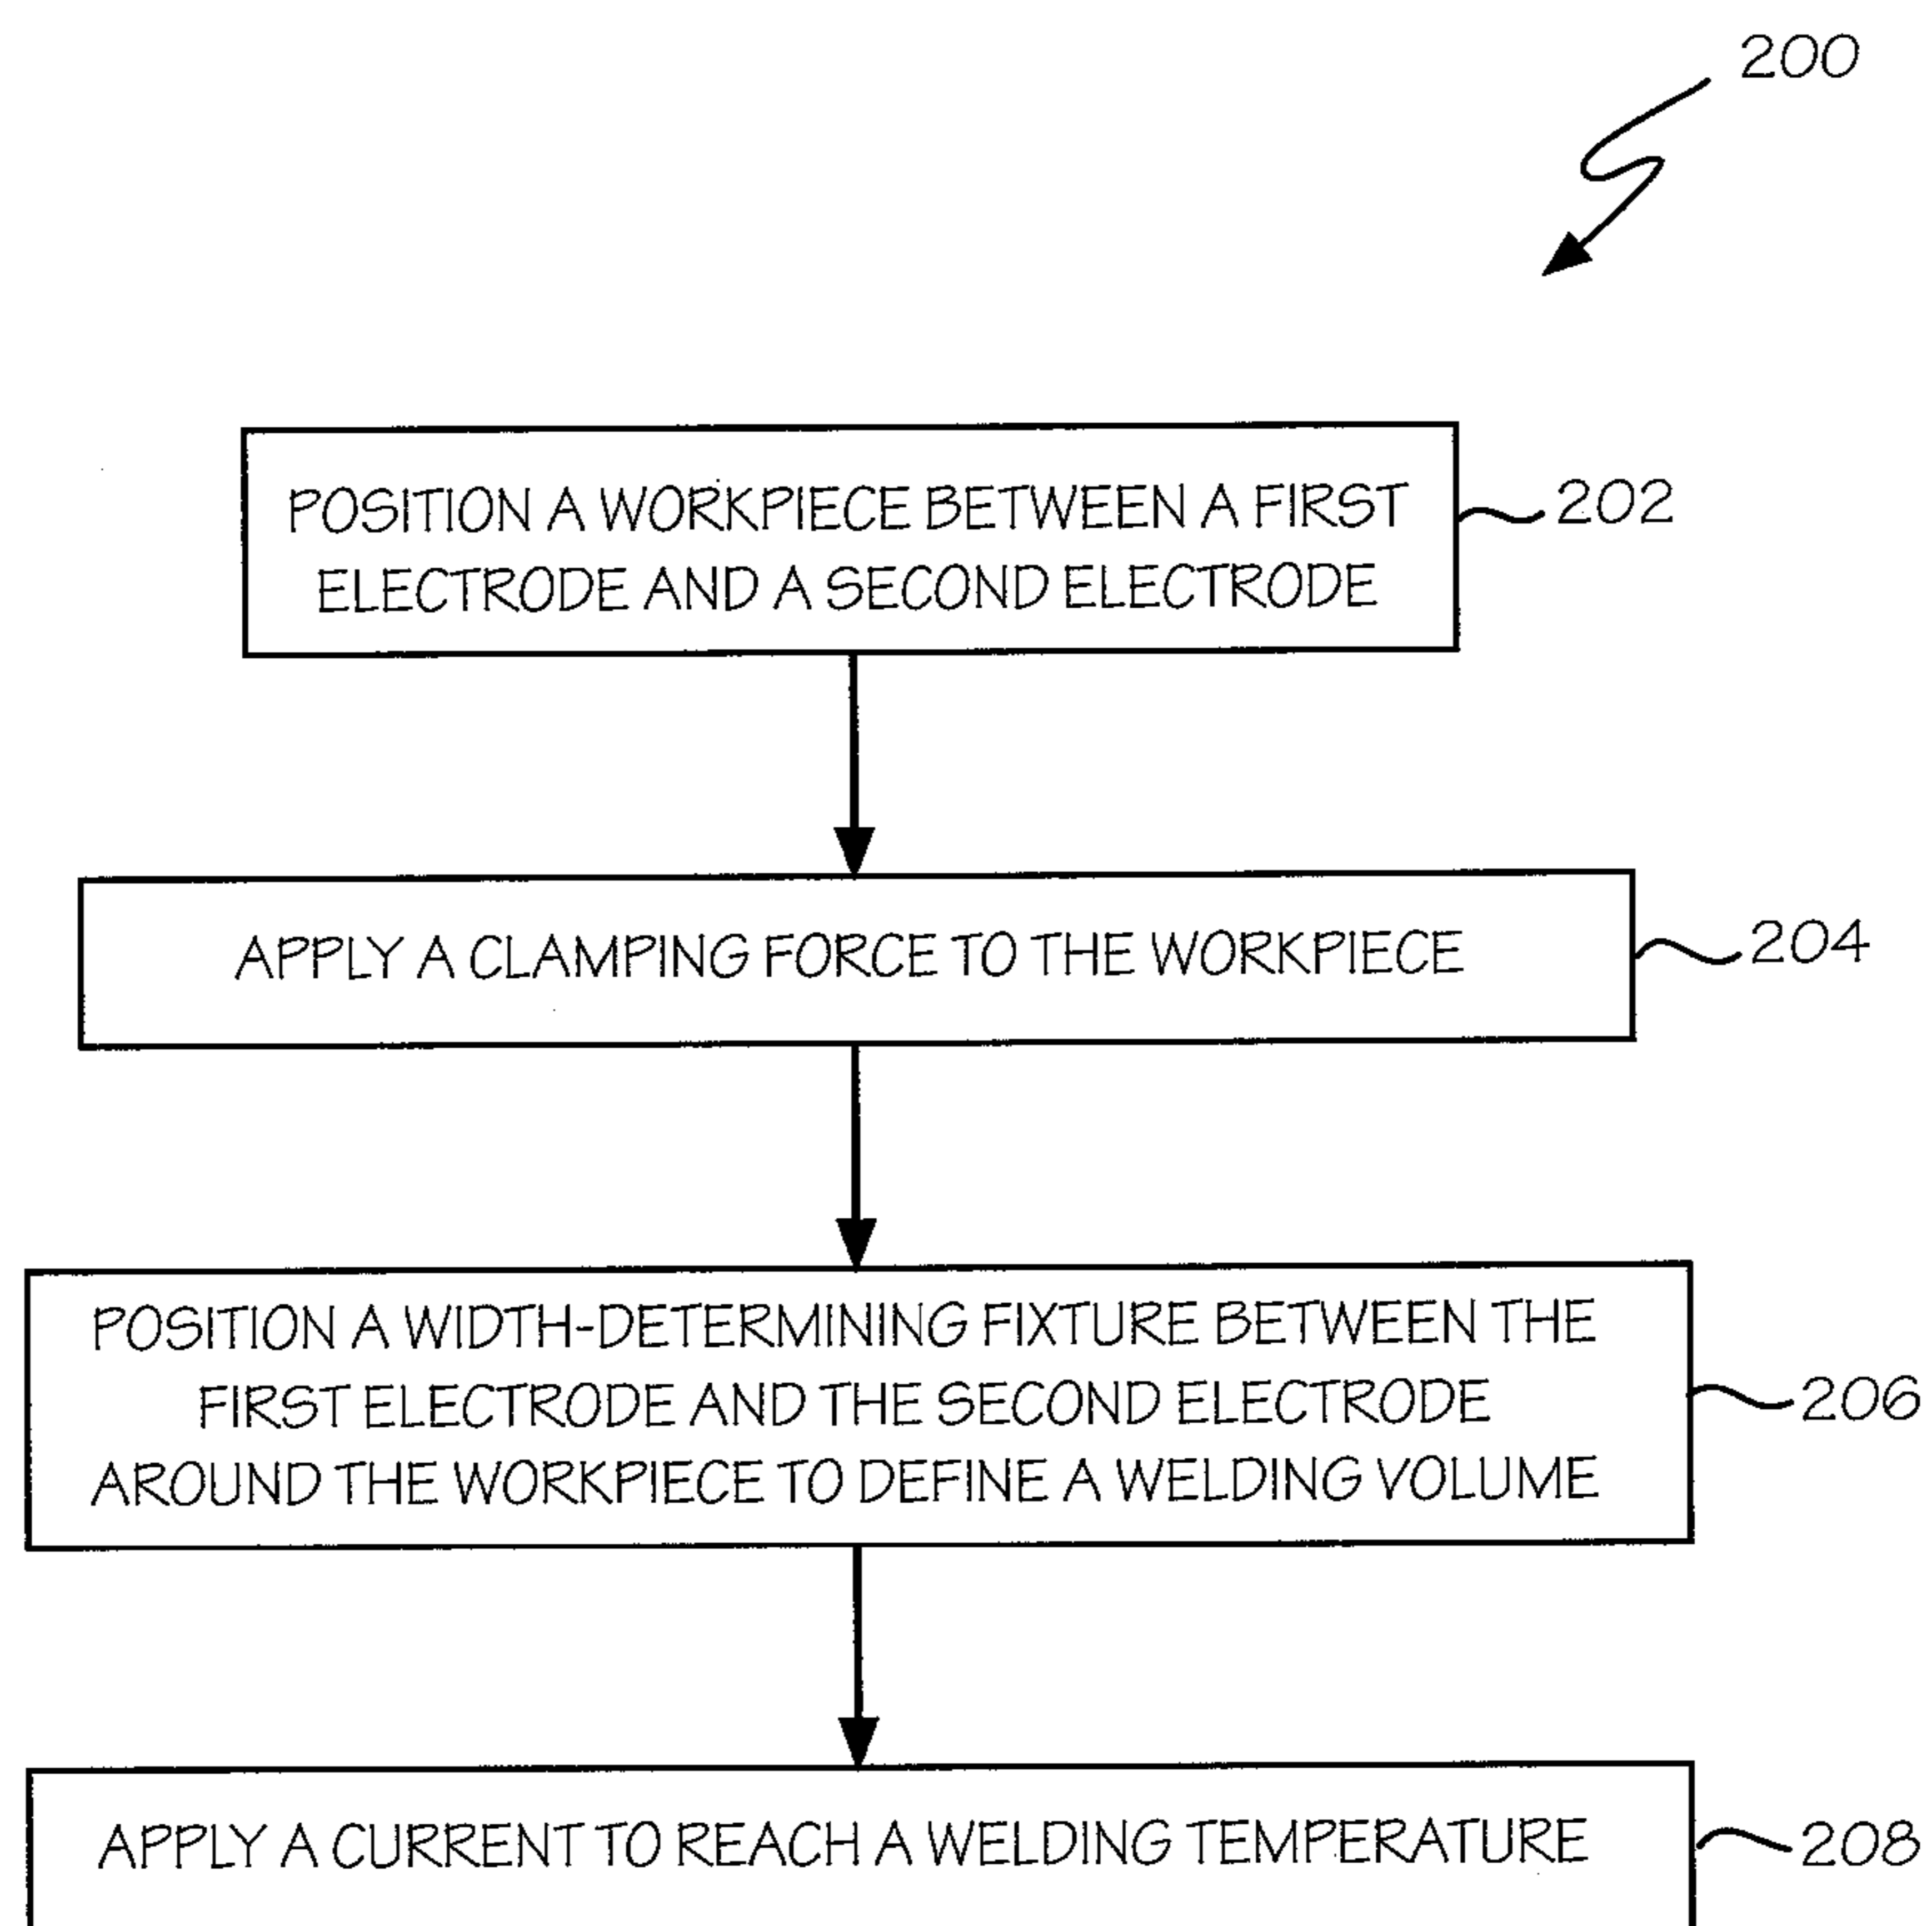 200
POSITION A WORKPIECE BETWEEN A FIRST
ELECTRODE AND A SECOND ELECTRODE
202
APPLY A CLAMPING FORCE TO THE WORKPIECE
204
POSITION A WIDTH-DETERMINING FIXTURE BETWEEN THE
FIRST ELECTRODE AND THE SECOND ELECTRODE
AROUND THE WORKPIECE TO DEFINE A WELDING VOLUME
206
APPLY A CURRENT TO REACH A WELDING TEMPERATURE
208